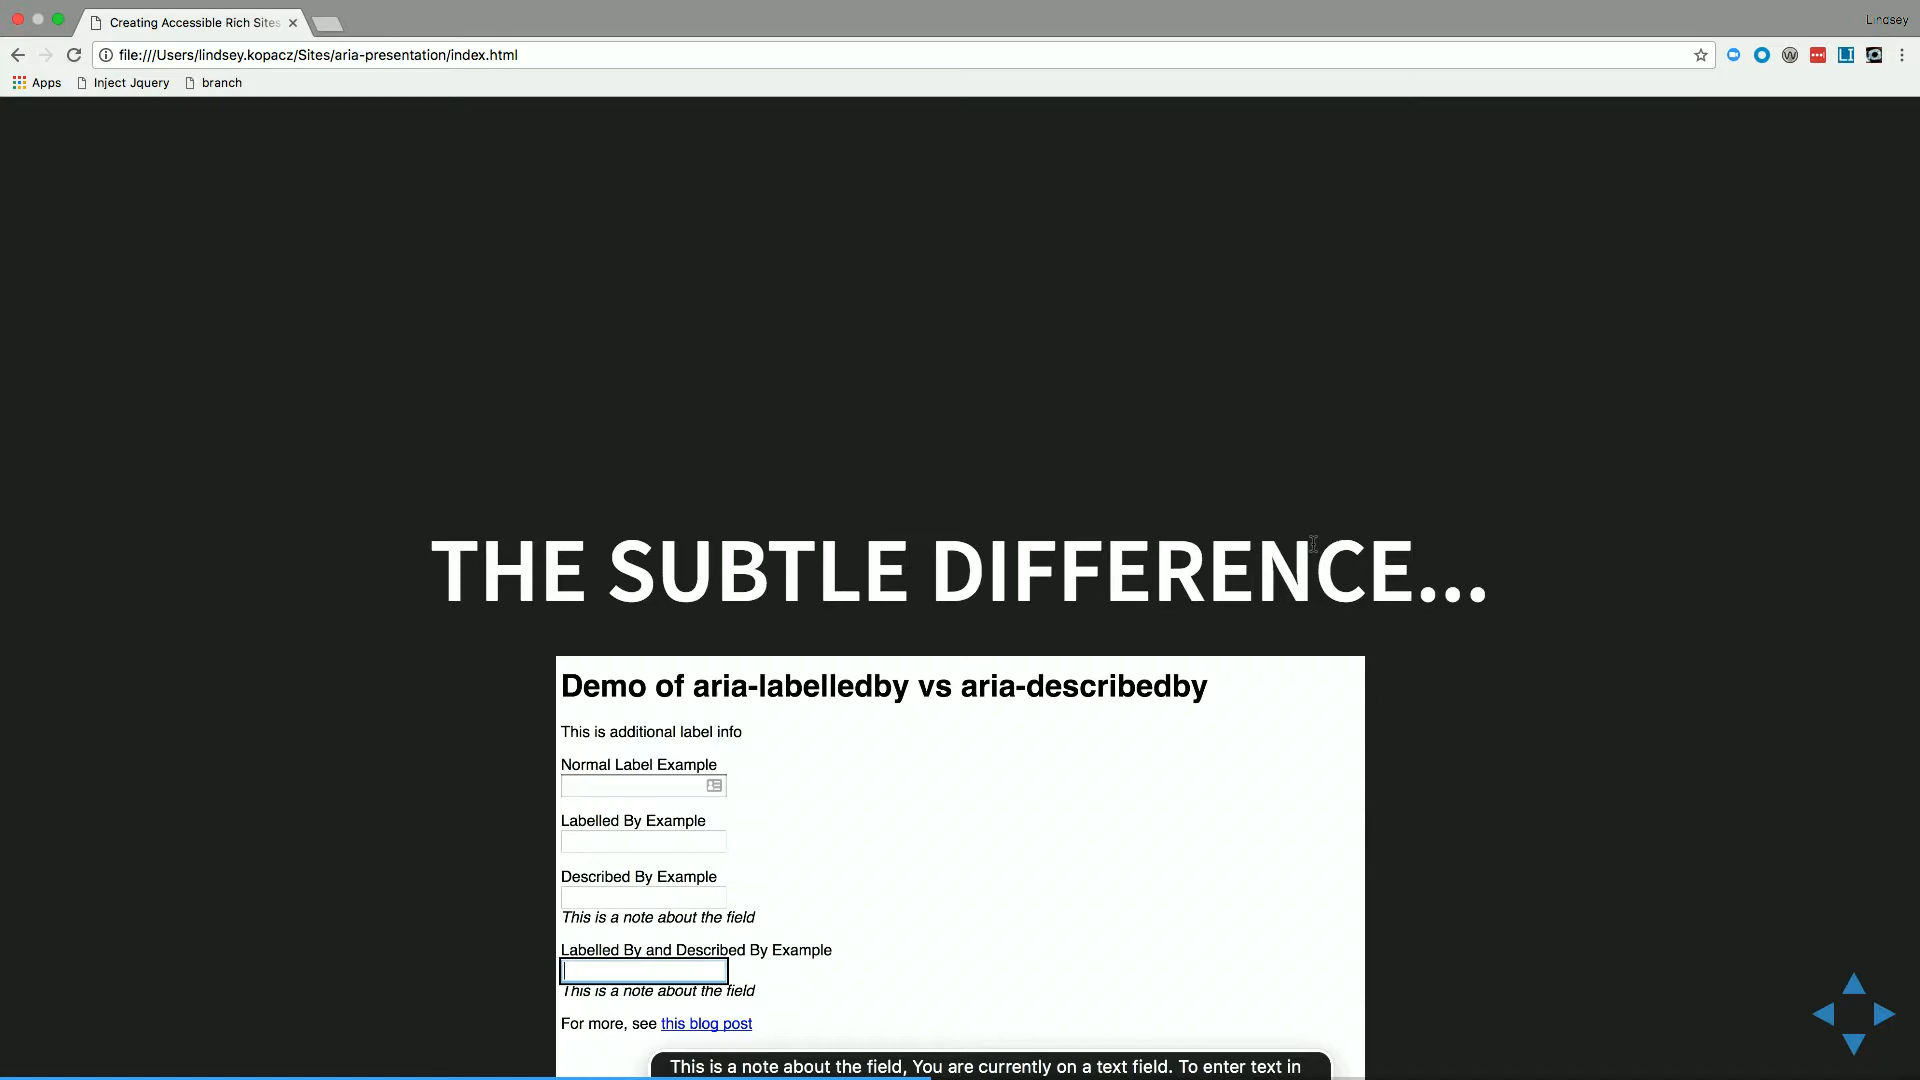 Creating Accessible Rich Sites
Lindsey
file:///Users/lindsey.kopacz/Sites/aria-presentation/index.html
Apps
Inject Jquery
branch
THE SUBTLE DIFFERENCE...
Demo of aria-labelledby vs aria-describedby
This is additional label info
Normal Label Example
Labelled By Example
Described By Example
This is a note about the field
Labelled By and Described By Example
This is a note about the field
For more, see this blog post
This is a note about the field, You are currently on a text field. To enter text in